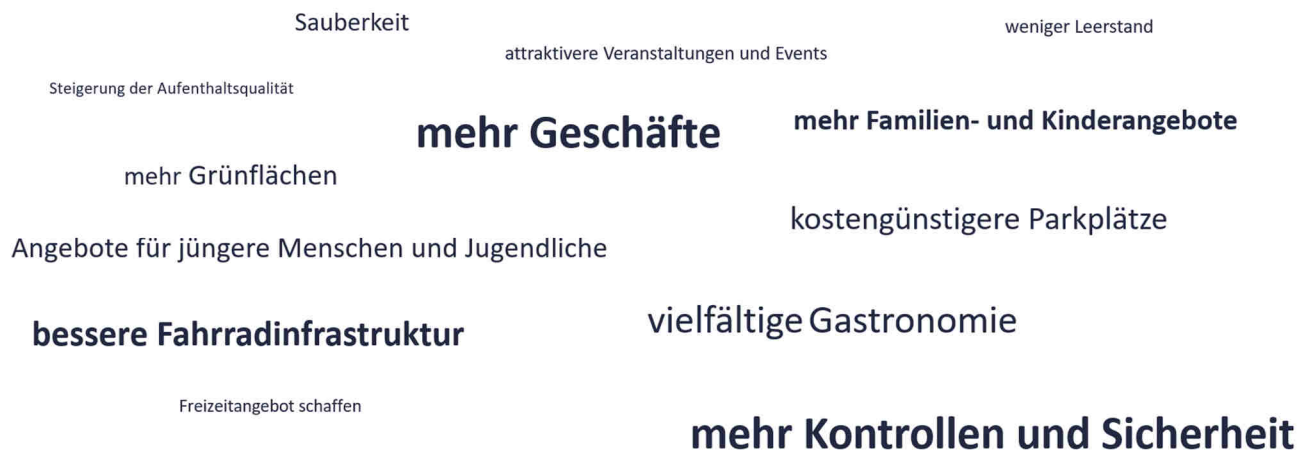 Sauberkeit
weniger Leerstand
attraktivere Veranstaltungen und Events
Steigerung der Aufenthaltsqualität
mehr Geschäfte
mehr Familien- und Kinderangebote
mehr Grünflächen
kostengünstigere Parkplätze
Angebote für jüngere Menschen und Jugendliche
vielfältige Gastronomie
bessere Fahrradinfrastruktur
Freizeitangebot schaffen
mehr Kontrollen und Sicherheit